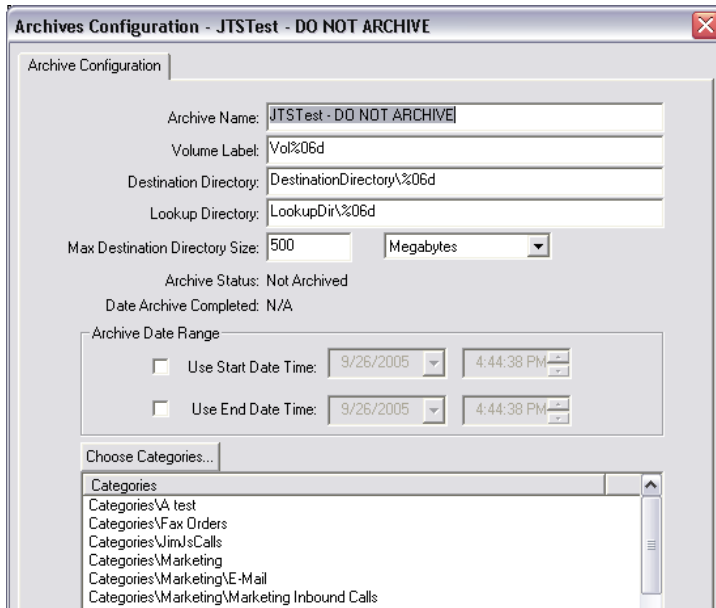 Archives Configuration - JTSTest - DO NOT ARCHIVE
Archive Configuration
Archive Name: JTSTest - DO NOT ARCHIVE
Volume Label: Vol%06d
Destination Directory: DestinationDirectory\%06d
Lookup Directory: LookupDir\%06d
Max Destination Directory Size: 500 Megabytes
Archive Status: Not Archived
Date Archive Completed: N/A
Archive Date Range
Use Start Date Time: 9/26/2005 4:44:38 PM
Use End Date Time: 9/26/2005 4:44:38 PM
Choose Categories...
Categories
Categories\A test
Categories\Fax Orders
Categories\JimJsCalls
Categories\Marketing
Categories\Marketing\E-Mail
Categories\Marketing\Marketing Inbound Calls